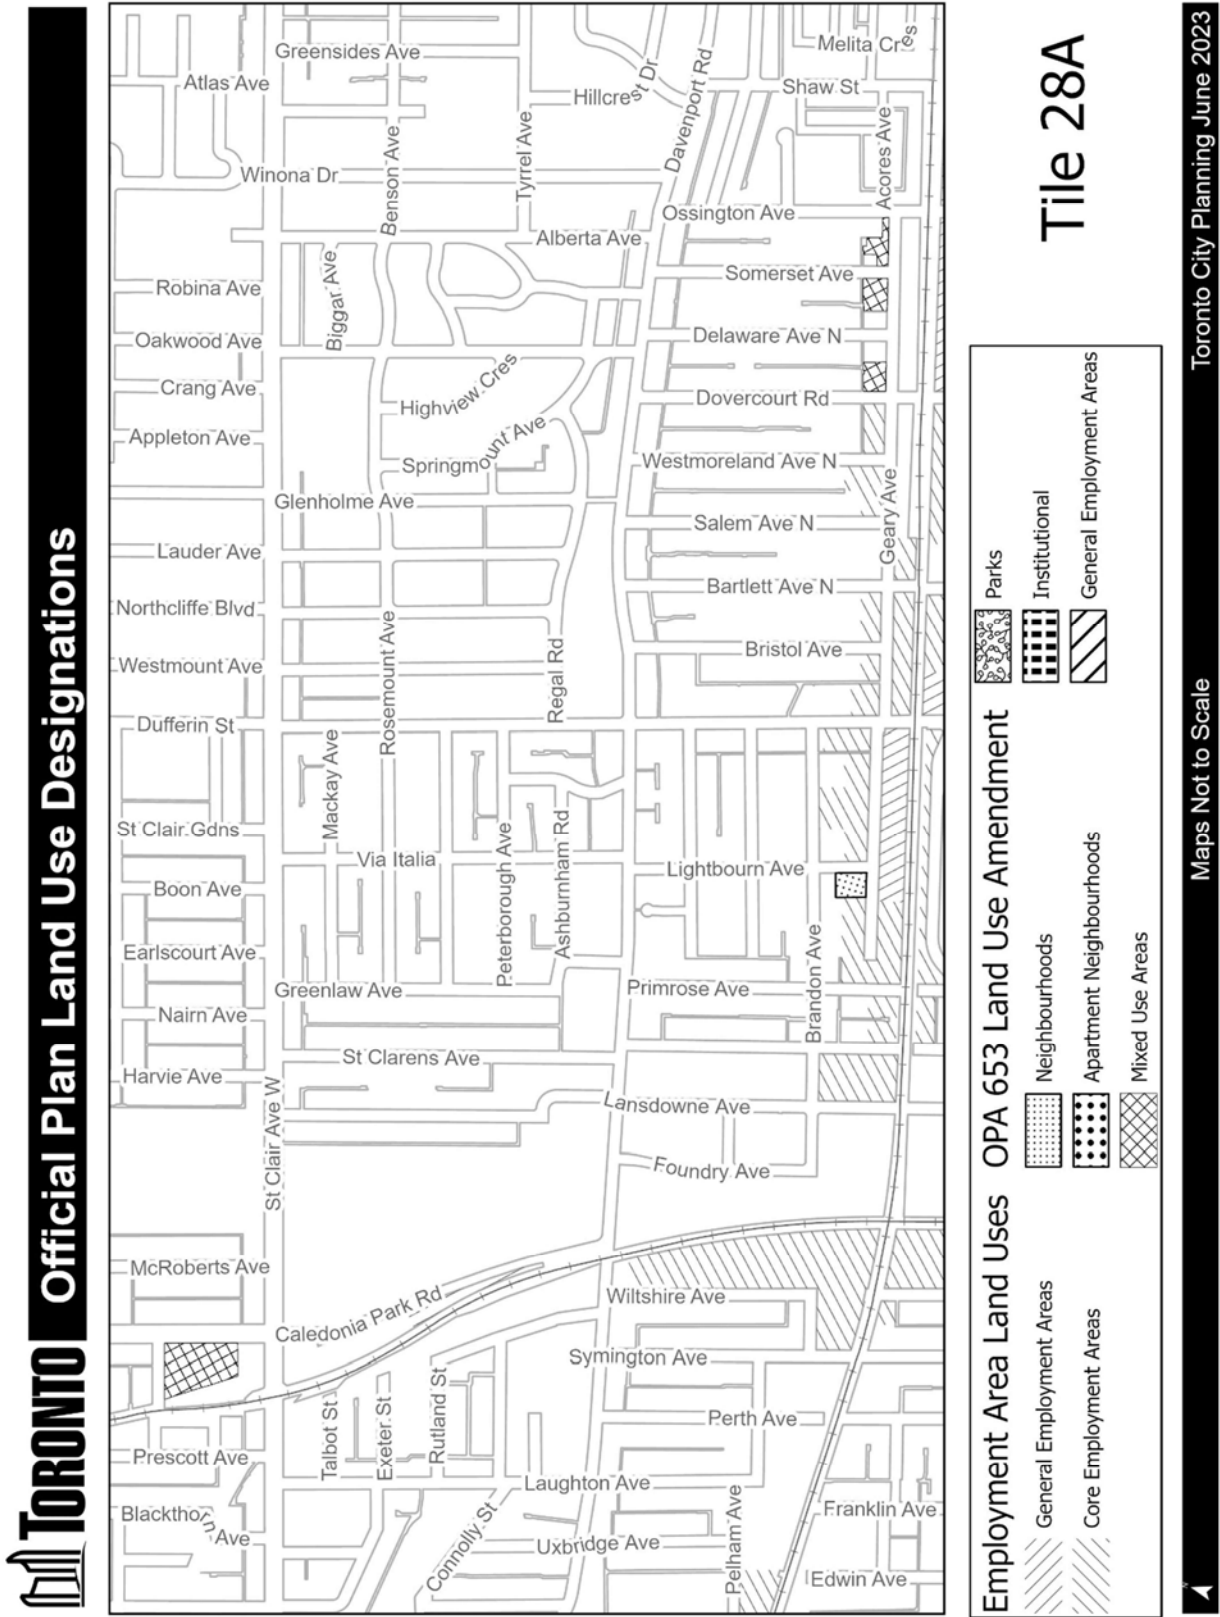 TORONTO
Official Plan Land Use Designations
Greensides Ave
Atlas Ave
Melita Cres
Hillcrest Dr
Davenport Rd
Shaw St
Winona Dr
Benson Ave
Tyrrel Ave
Acores Ave
Ossington Ave
Alberta Ave
Robina Ave
Biggar Ave
Somerset Ave
Oakwood Ave
Delaware Ave N
Crang Ave
Highview Cres
Dovercourt Rd
Appleton Ave
Springmount Ave
Westmoreland Ave N
Glenholme Ave
Salem Ave N
Geary Ave
Lauder Ave
Bartlett Ave N
Northcliffe Blvd
Westmount Ave
Rosemount Ave
Regal Rd
Bristol Ave
Dufferin St
Mackay Ave
St Clair Gdns
Via Italia
Peterborough Ave
Ashburnham Rd
Lightbourn Ave
Boon Ave
Earlscourt Ave
Greenlaw Ave
Primrose Ave
Brandon Ave
Nairn Ave
St Clarens Ave
Harvie Ave
St Clair Ave W
Lansdowne Ave
Foundry Ave
McRoberts Ave
Caledonia Park Rd
Wiltshire Ave
Symington Ave
Perth Ave
Talbot St
Exeter St
Rutland St
Prescott Ave
Laughton Ave
Blackthorn Ave
Connolly St
Uxbridge Ave
Pelham Ave
Franklin Ave
Edwin Ave
Tile 28A
Employment Area Land Uses
General Employment Areas
Core Employment Areas
OPA 653 Land Use Amendment
Neighbourhoods
Apartment Neighbourhoods
Mixed Use Areas
Parks
Institutional
General Employment Areas
N
Maps Not to Scale
Toronto City Planning June 2023